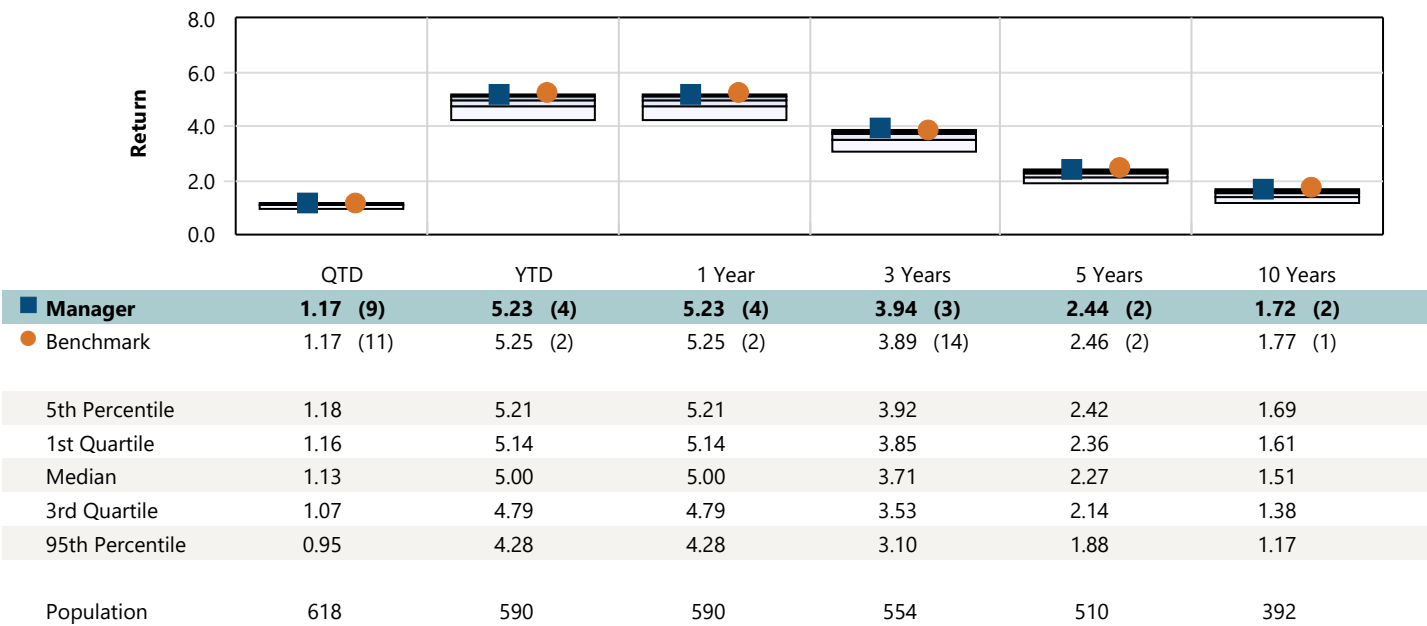 8.0
6.0
Return
4.0
2.0
0.0
QTD YTD 1 Year 3 Years 5 Years 10 Years
Manager 1.17 (9) 5.23 (4) 5.23 (4) 3.94 (3) 2.44 (2) 1.72 (2)
Benchmark 1.17 (11) 5.25 (2) 5.25 (2) 3.89 (14) 2.46 (2) 1.77 (1)
5th Percentile 1.18 5.21 5.21 3.92 2.42 1.69
1st Quartile 1.16 5.14 5.14 3.85 2.36 1.61
Median 1.13 5.00 5.00 3.71 2.27 1.51
3rd Quartile 1.07 4.79 4.79 3.53 2.14 1.38
95th Percentile 0.95 4.28 4.28 3.10 1.88 1.17
Population 618 590 590 554 510 392